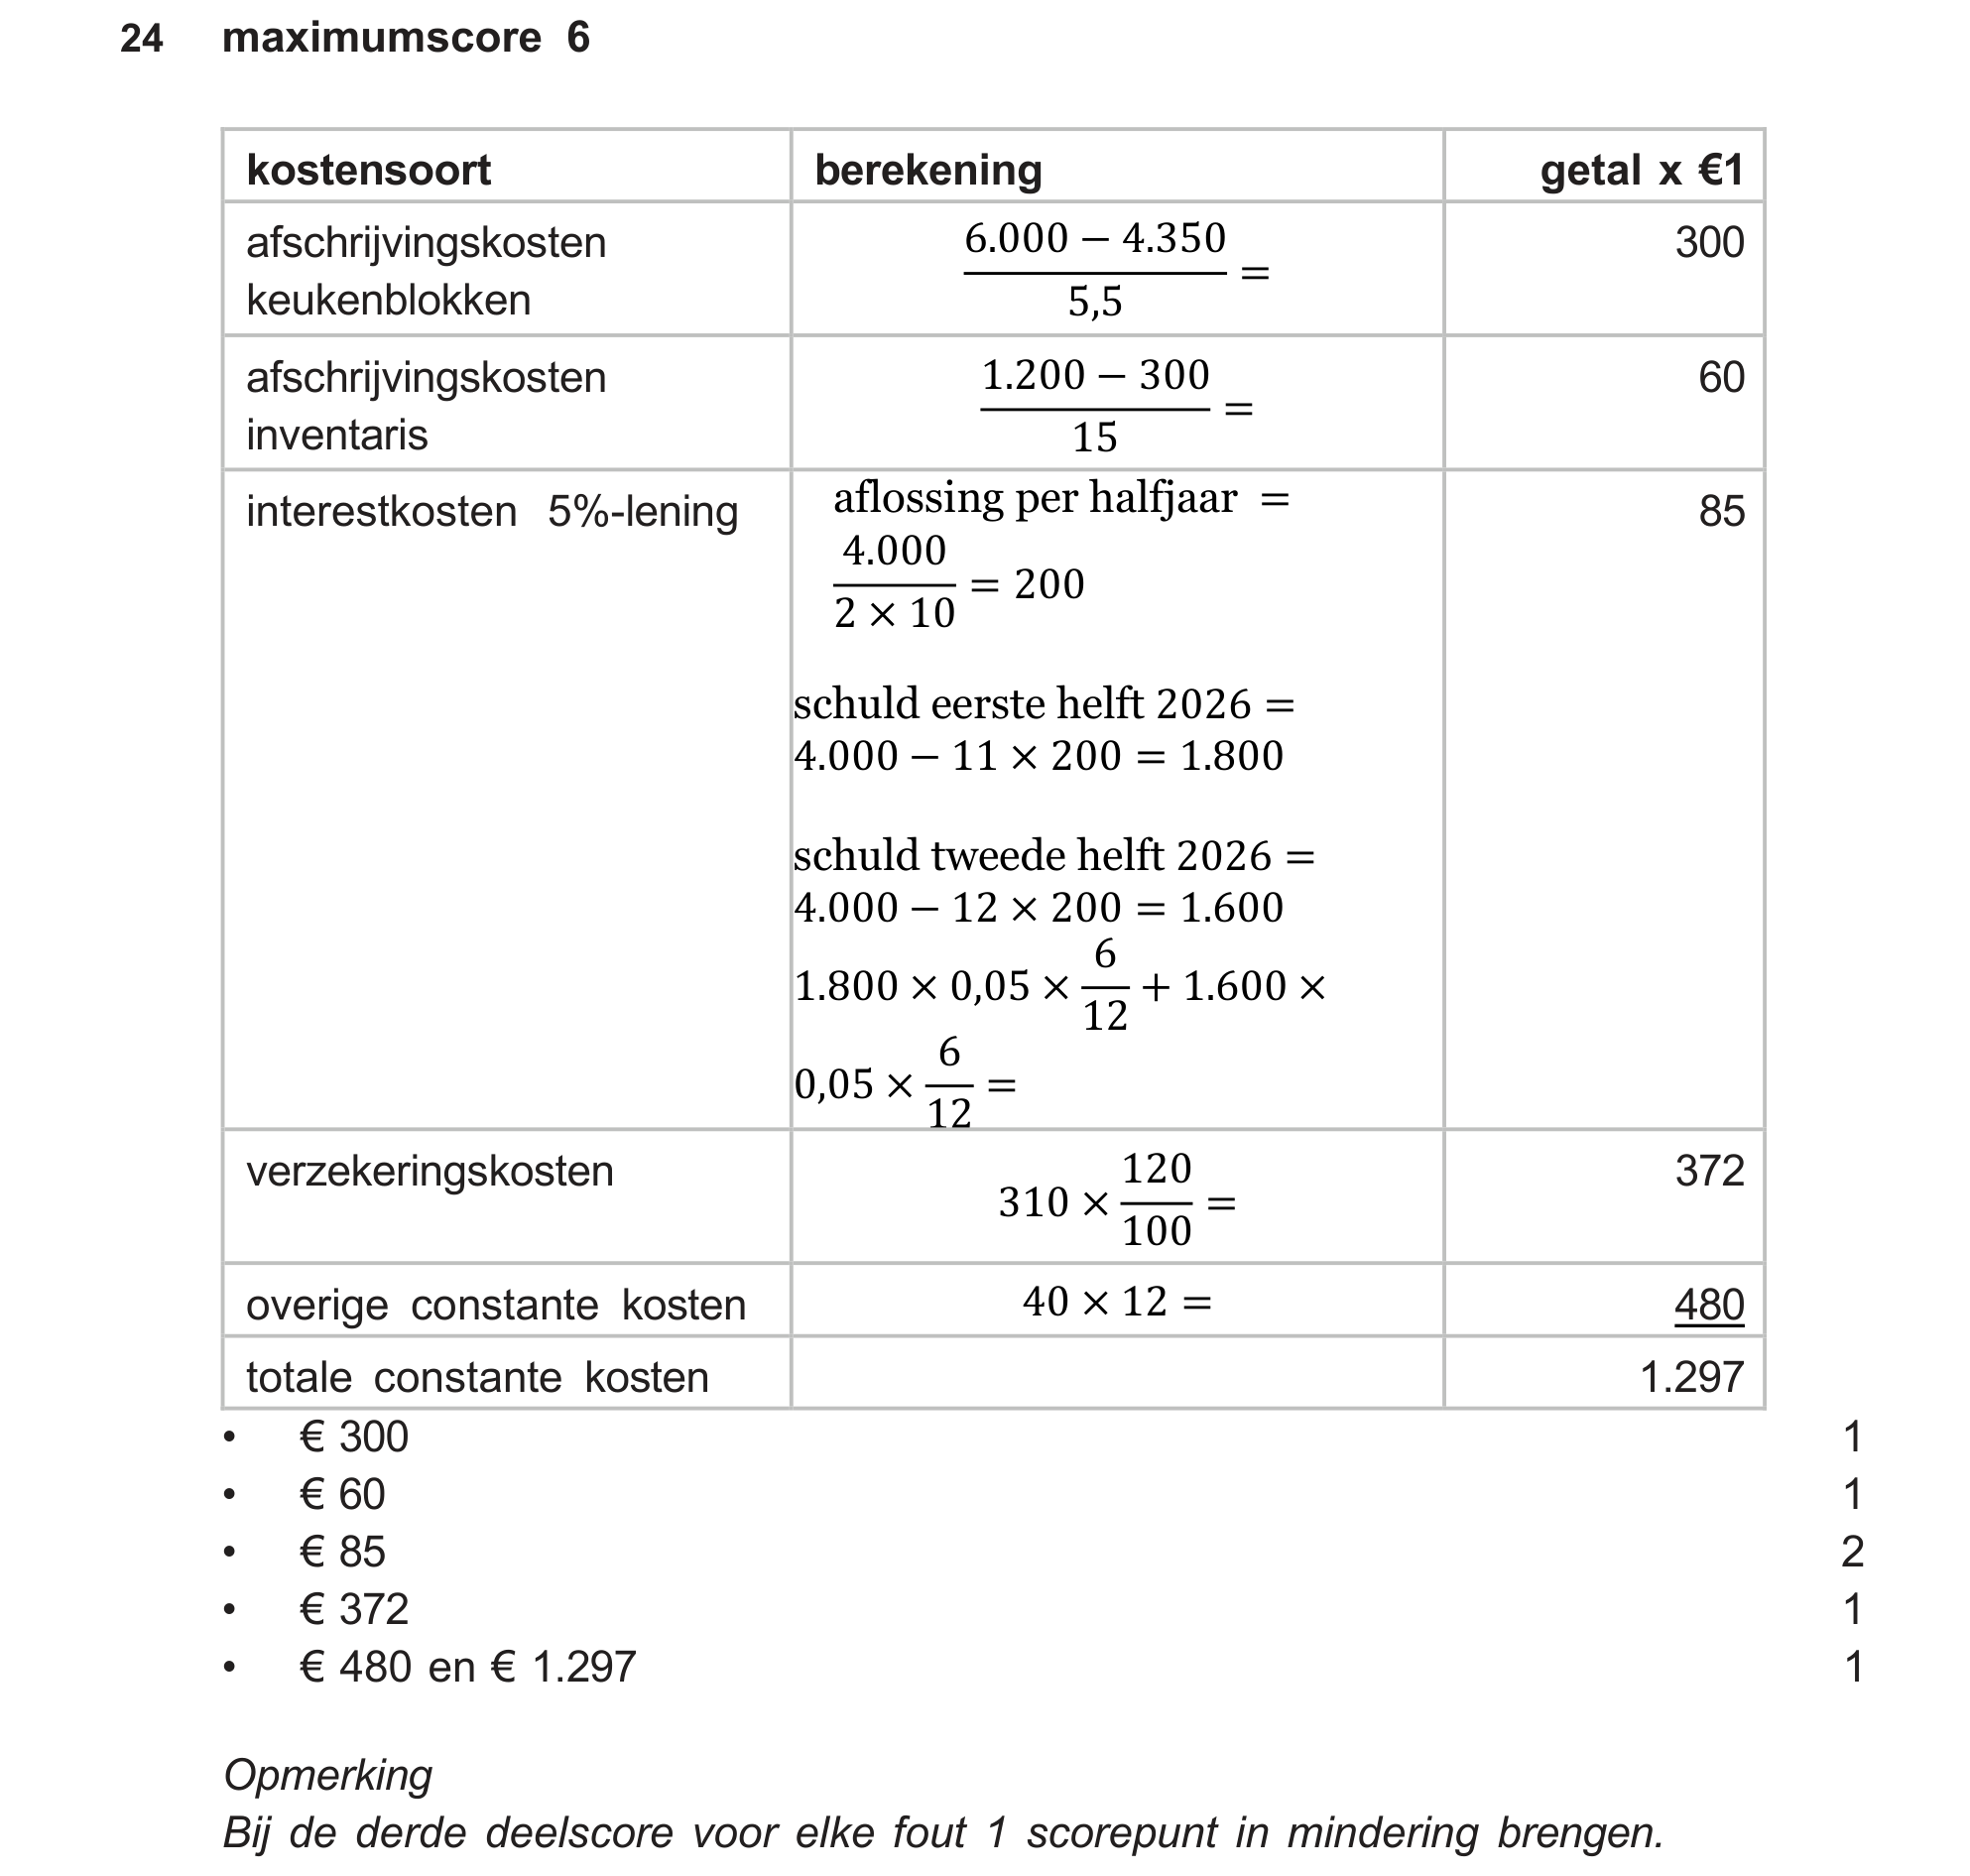 24 maximumscore 6
kostensoort berekening getal x €1
afschrijvingskosten keukenblokken 6.000 − 4.350 / 5,5 = 300
afschrijvingskosten inventaris 1.200 − 300 / 15 = 60
interestkosten 5%-lening aflossing per halfjaar = 85
4.000 / 2 × 10 = 200
schuld eerste helft 2026 =
4.000 − 11 × 200 = 1.800
schuld tweede helft 2026 =
4.000 − 12 × 200 = 1.600
1.800 × 0,05 × 6/12 + 1.600 ×
0,05 × 6/12 =
verzekeringskosten 310 × 120/100 = 372
overige constante kosten 40 × 12 = 480
totale constante kosten 1.297
• € 300 1
• € 60 1
• € 85 2
• € 372 1
• € 480 en € 1.297 1
Opmerking
Bij de derde deelscore voor elke fout 1 scorepunt in mindering brengen.